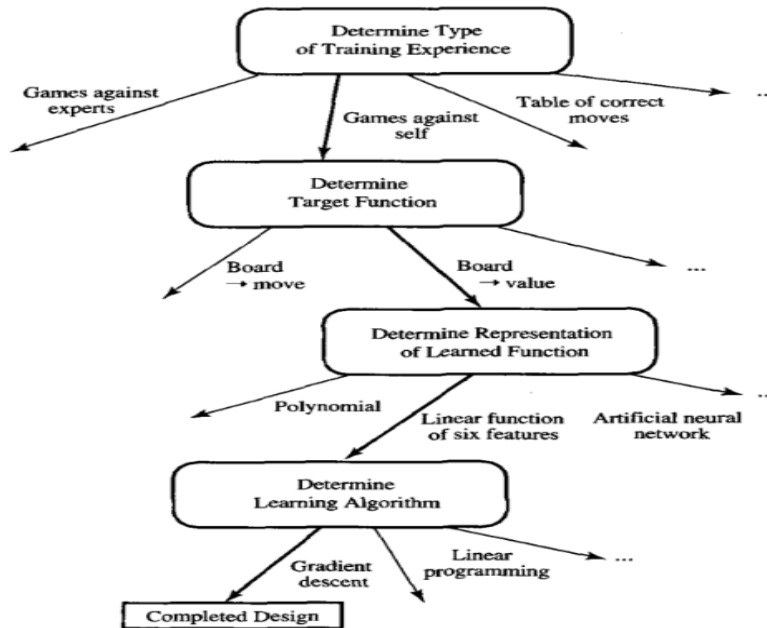 Determine Type
of Training Experience
Games against
experts
Games against
self
Table of correct
moves
...
Determine
Target Function
Board
→ move
Board
→ value
...
Determine Representation
of Learned Function
Polynomial
Linear function
of six features
Artificial neural
network
...
Determine
Learning Algorithm
Gradient
descent
Linear
programming
...
Completed Design